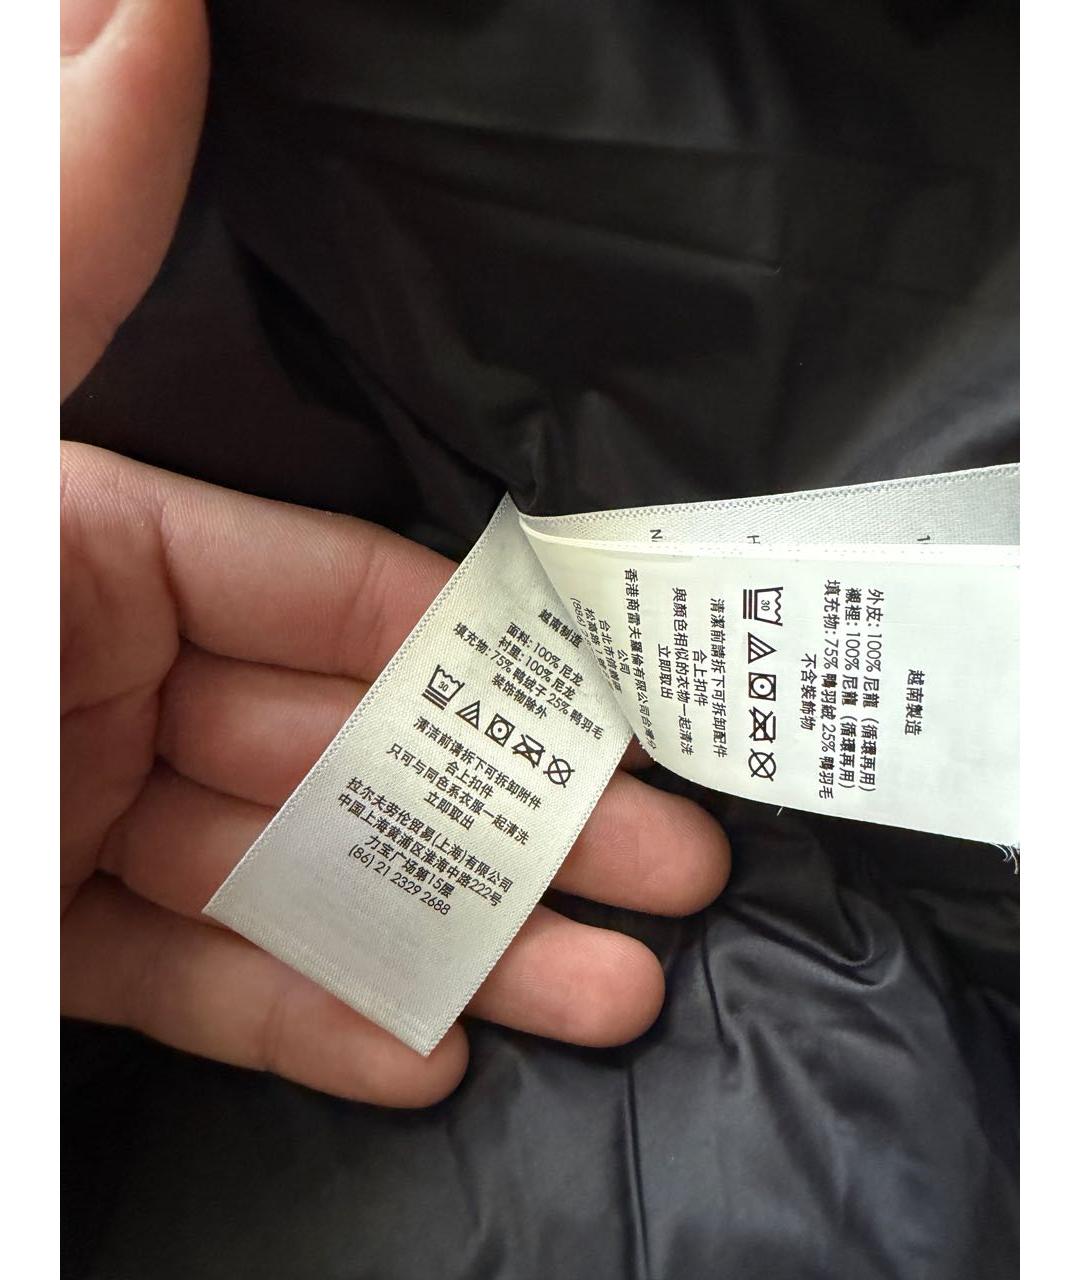 越南制造
面料: 100% 尼龙
衬里: 100% 尼龙
填充物: 75% 鸭绒子 25% 鸭羽毛
装饰物除外
30
清洁前请拆下可拆卸附件
合上扣件
只可与同色系衣服一起清洗
立即取出
拉尔夫劳伦贸易(上海)有限公司
中国上海黄浦区淮海中路222号
力宝广场第15层
(86) 21 2329 2688
越南製造
外皮: 100% 尼龍 (循環再用)
襯裡: 100% 尼龍 (循環再用)
填充物: 75% 鴨羽絨 25% 鴨羽毛
不含裝飾物
30
清潔前請拆下可拆卸配件
合上扣件
與顏色相似的衣物一起清洗
立即取出
香港商雷夫羅倫有限公司台灣分
公司
台北市信義區
松高路 1
(886)
N
H
1